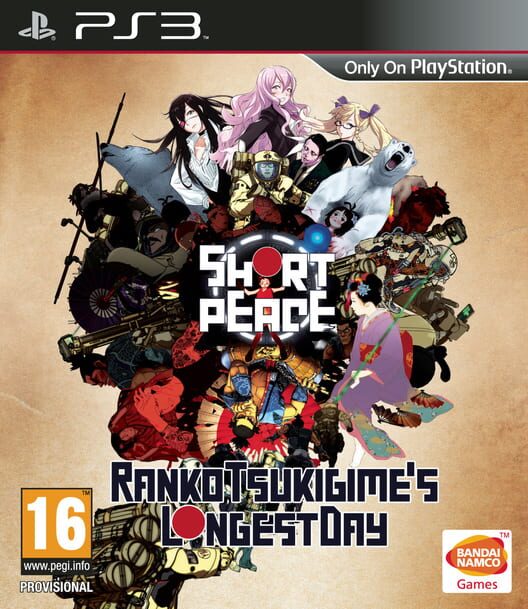 PS3
Only On PlayStation®
SHORT
PEACE
RANKO TSUKIGIME'S
LONGEST DAY
16
www.pegi.info
PROVISIONAL
BANDAI
NAMCO
Games